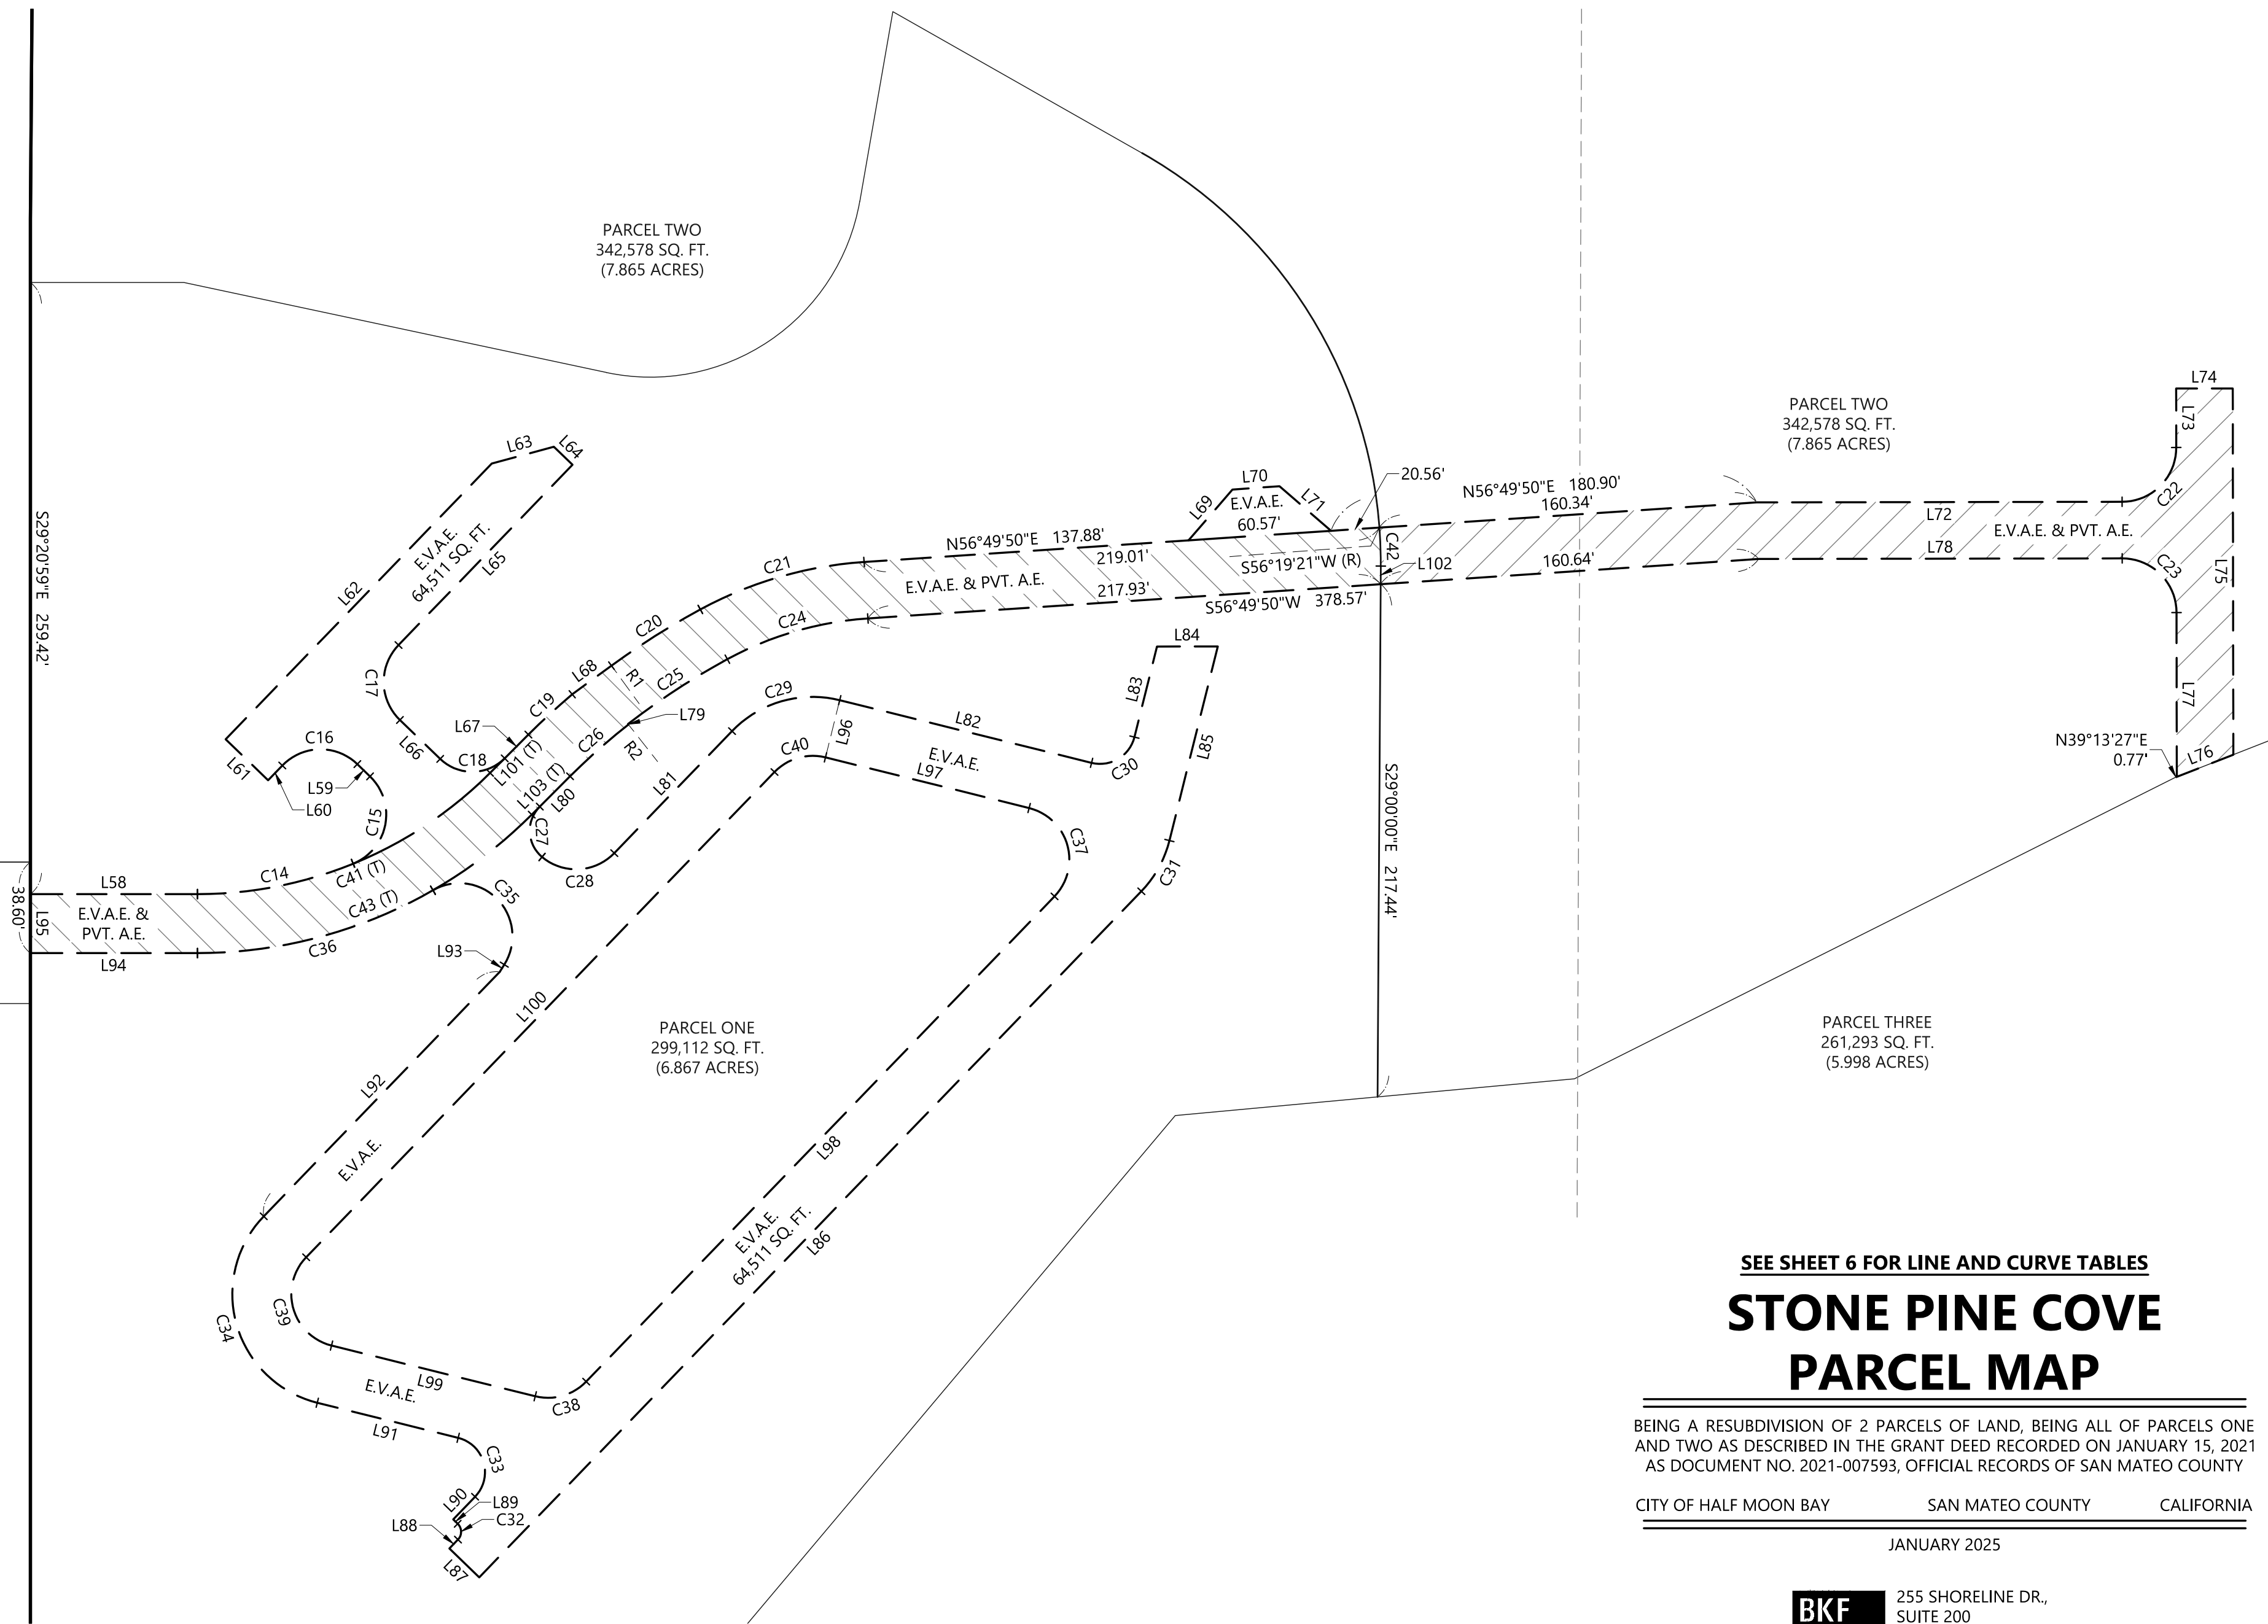 PARCEL TWO
342,578 SQ. FT.
(7.865 ACRES)
PARCEL TWO
342,578 SQ. FT.
(7.865 ACRES)
L74
L73
C22
L72
E.V.A.E. & PVT. A.E.
L78
C23
L75
L77
N39°13'27"E
0.77'
L76
L63
L64
L62
E.V.A.E.
64,511 SQ. FT.
L65
S29°20'59"E 259.42'
C17
L66
L61
C16
L59
L60
C15
C18
L67
L101 (T)
L103 (T)
C19
L68
C20
R1
C25
C21
C24
L79
C26
R2
L80
C27
C28
L81
N56°49'50"E 137.88'
219.01'
E.V.A.E. & PVT. A.E.
217.93'
L69
L70
L71
E.V.A.E.
60.57'
20.56'
S56°19'21"W (R)
C42
L102
S56°49'50"W 378.57'
N56°49'50"E 180.90'
160.34'
160.64'
L58
C14
C41 (T)
C43 (T)
E.V.A.E. &
PVT. A.E.
L95
38.60'
L94
C36
C35
L93
C29
C40
L96
L82
E.V.A.E.
L97
C30
L83
L84
L85
C37
C31
S29°00'00"E 217.44'
L100
L92
E.V.A.E.
PARCEL ONE
299,112 SQ. FT.
(6.867 ACRES)
PARCEL THREE
261,293 SQ. FT.
(5.998 ACRES)
L98
E.V.A.E.
64,511 SQ. FT.
L86
C34
C39
L99
E.V.A.E.
L91
C38
C33
L90
L89
C32
L88
L87
SEE SHEET 6 FOR LINE AND CURVE TABLES
STONE PINE COVE
PARCEL MAP
BEING A RESUBDIVISION OF 2 PARCELS OF LAND, BEING ALL OF PARCELS ONE
AND TWO AS DESCRIBED IN THE GRANT DEED RECORDED ON JANUARY 15, 2021
AS DOCUMENT NO. 2021-007593, OFFICIAL RECORDS OF SAN MATEO COUNTY
CITY OF HALF MOON BAY SAN MATEO COUNTY CALIFORNIA
JANUARY 2025
BKF
255 SHORELINE DR.,
SUITE 200